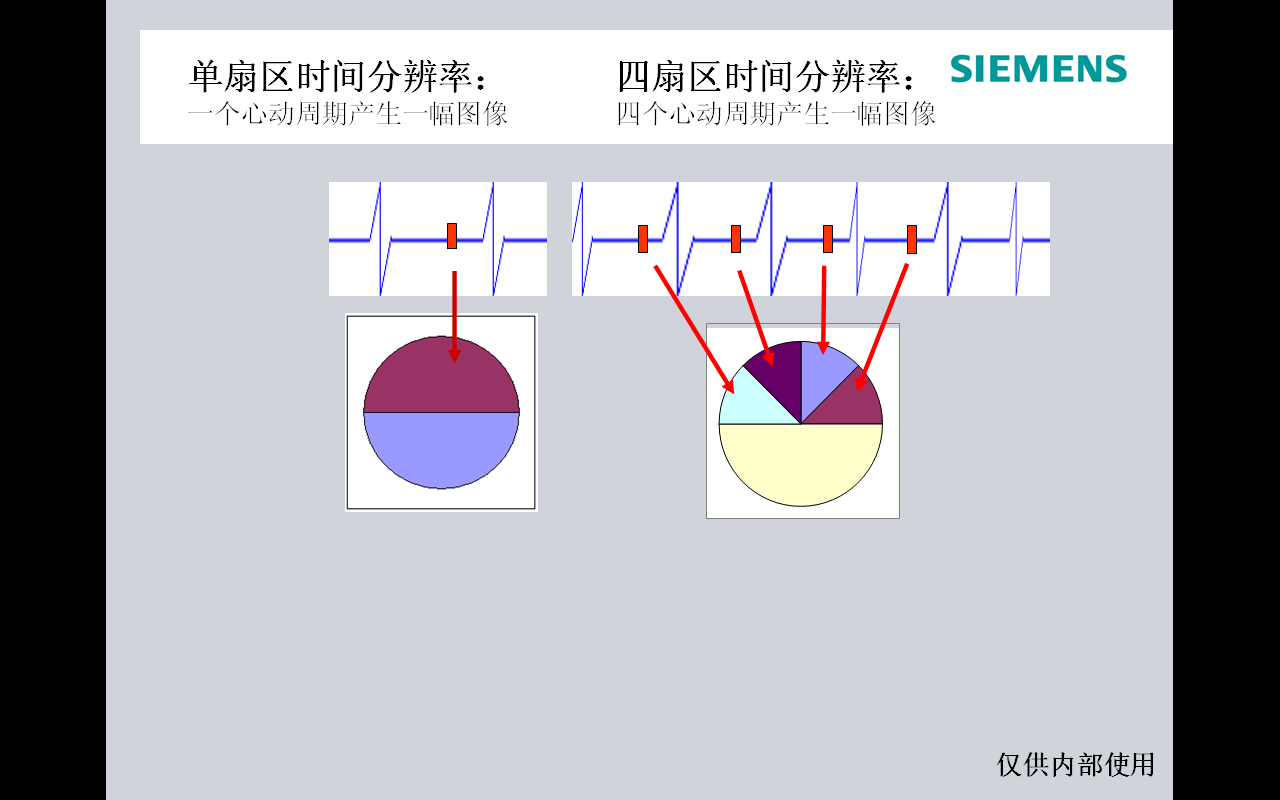 单扇区时间分辨率：
一个心动周期产生一幅图像
四扇区时间分辨率：
四个心动周期产生一幅图像
SIEMENS
仅供内部使用